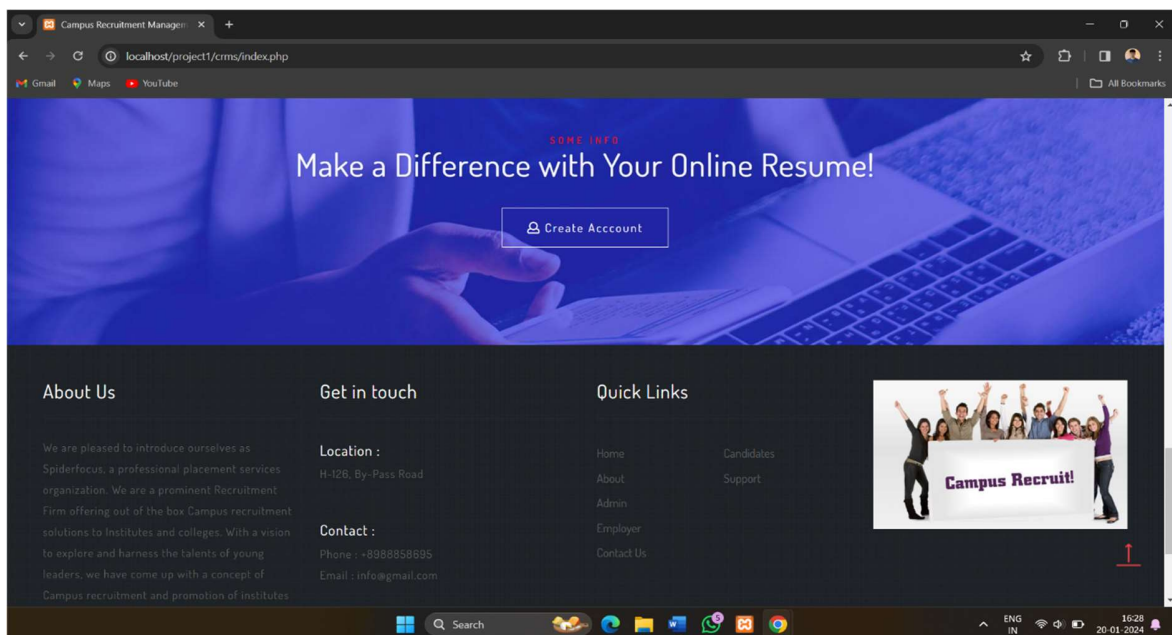 Campus Recruitment Managem
localhost/project1/crms/index.php
Gmail Maps YouTube All Bookmarks
SOME INFO
Make a Difference with Your Online Resume!
Create Acccount
About Us
We are pleased to introduce ourselves as
Spiderfocus, a professional placement services
organization. We are a prominent Recruitment
Firm offering out of the box Campus recruitment
solutions to Institutes and colleges. With a vision
to explore and harness the talents of young
leaders, we have come up with a concept of
Campus recruitment and promotion of institutes
Get in touch
Location :
H-126, By-Pass Road
Contact :
Phone : +8988858695
Email : info@gmail.com
Quick Links
Home
About
Admin
Employer
Contact Us
Candidates
Support
Campus Recruit!
Search
5
ENG
IN
16:28
20-01-2024